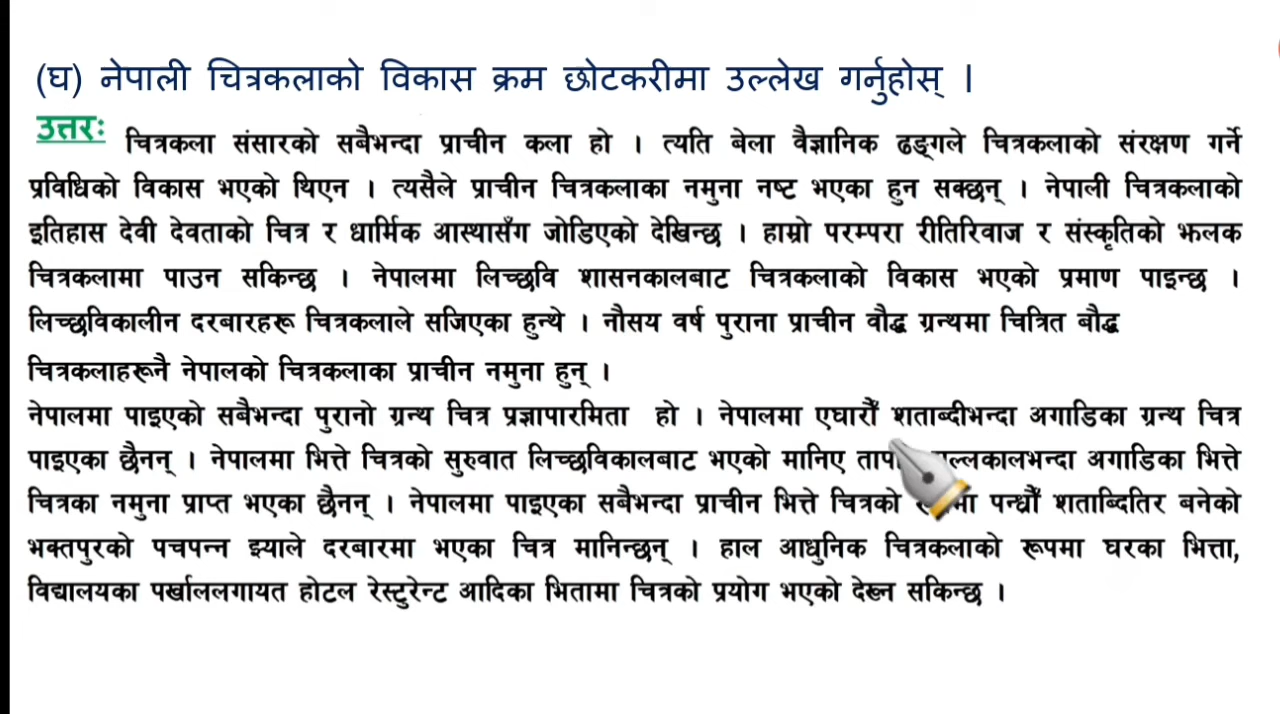 (घ) नेपाली चित्रकलाको विकास क्रम छोटकरीमा उल्लेख गर्नुहोस् ।
उत्तरः चित्रकला संसारको सबैभन्दा प्राचीन कला हो । त्यति बेला वैज्ञानिक ढङ्गले चित्रकलाको संरक्षण गर्ने
प्रविधिको विकास भएको थिएन । त्यसैले प्राचीन चित्रकलाका नमुना नष्ट भएका हुन सक्छन् । नेपाली चित्रकलाको
इतिहास देवी देवताको चित्र र धार्मिक आस्थासँग जोडिएको देखिन्छ । हाम्रो परम्परा रीतिरिवाज र संस्कृतिको झलक
चित्रकलामा पाउन सकिन्छ । नेपालमा लिच्छवि शासनकालबाट चित्रकलाको विकास भएको प्रमाण पाइन्छ ।
लिच्छविकालीन दरबारहरू चित्रकलाले सजिएका हुन्थे । नौसय वर्ष पुराना प्राचीन वौद्ध ग्रन्थमा चित्रित बौद्ध
चित्रकलाहरूनै नेपालको चित्रकलाका प्राचीन नमुना हुन् ।
नेपालमा पाइएको सबैभन्दा पुरानो ग्रन्थ चित्र प्रज्ञापारमिता हो । नेपालमा एघारौँ शताब्दीभन्दा अगाडिका ग्रन्थ चित्र
पाइएका छैनन् । नेपालमा भित्ते चित्रको सुरुवात लिच्छविकालबाट भएको मानिए अगाडिका भित्ते
चित्रका नमुना प्राप्त भएका छैनन् । नेपालमा पाइएका सबैभन्दा प्राचीन भित्ते चित्रको पन्ध्रौँ शताब्दितिर बनेको
भक्तपुरको पचपन्न झ्याले दरबारमा भएका चित्र मानिन्छन् । हाल आधुनिक चित्रकलाको रूपमा घरका भित्ता,
विद्यालयका पर्खाललगायत होटल रेस्टुरेन्ट आदिका भितामा चित्रको प्रयोग भएको देख्न सकिन्छ ।